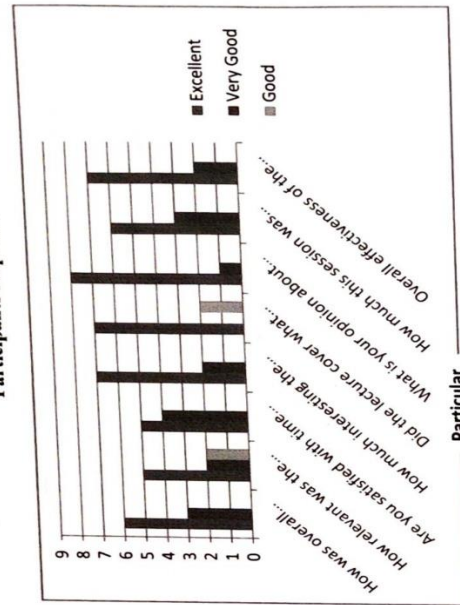 9
8
7
6
5
4
3
2
1
0
Excellent
Very Good
Good
How was overall...
How relevant was the...
Are you satisfied with time...
How much interesting the...
Did the lecture cover what...
What is your opinion about...
How much this session was...
Overall effectiveness of the...
Particular